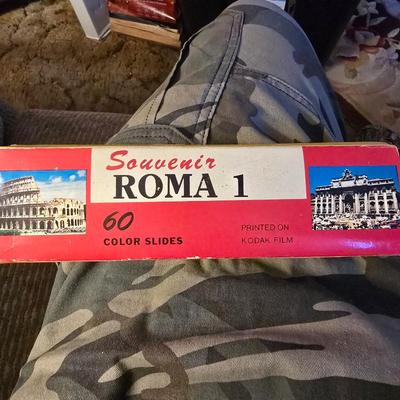 Souvenir
ROMA 1
60
COLOR SLIDES
PRINTED ON
KODAK FILM